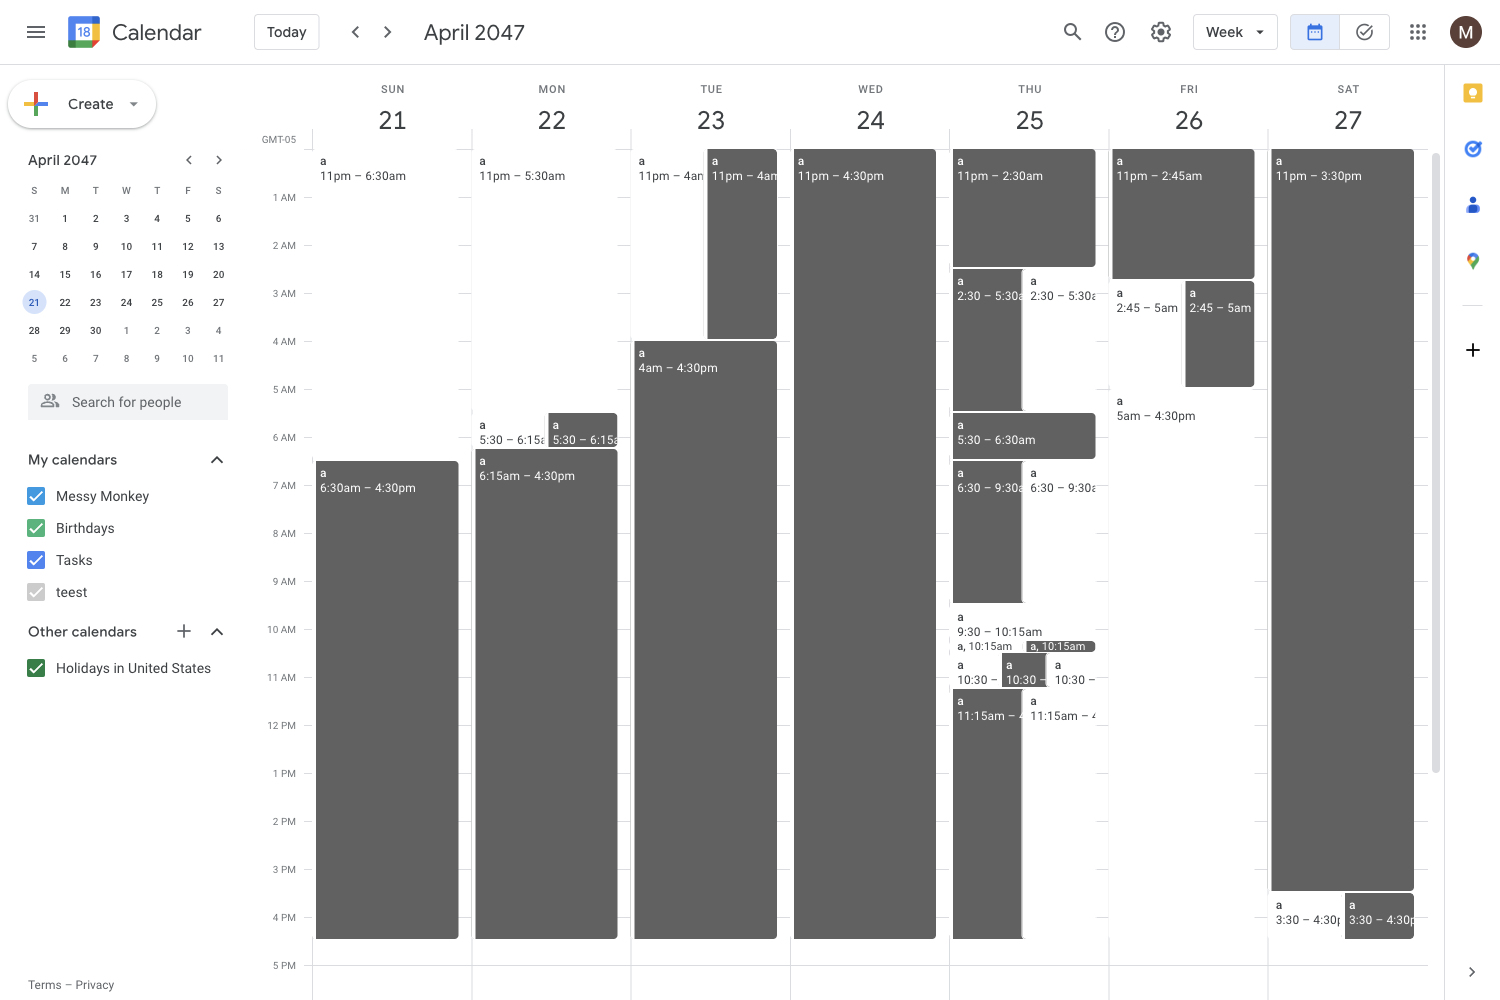 18 Calendar Today April 2047 Week M
Create
April 2047
S M T W T F S
31 1 2 3 4 5 6
7 8 9 10 11 12 13
14 15 16 17 18 19 20
21 22 23 24 25 26 27
28 29 30 1 2 3 4
5 6 7 8 9 10 11
Search for people
My calendars
Messy Monkey
Birthdays
Tasks
teest
Other calendars
Holidays in United States
Terms – Privacy
SUN MON TUE WED THU FRI SAT
21 22 23 24 25 26 27
GMT-05
1 AM
2 AM
3 AM
4 AM
5 AM
6 AM
7 AM
8 AM
9 AM
10 AM
11 AM
12 PM
1 PM
2 PM
3 PM
4 PM
5 PM
a
11pm – 6:30am
a
6:30am – 4:30pm
a
11pm – 5:30am
a
5:30 – 6:15a
a
5:30 – 6:15a
a
6:15am – 4:30pm
a
11pm – 4am
a
11pm – 4am
a
4am – 4:30pm
a
11pm – 4:30pm
a
11pm – 2:30am
a
2:30 – 5:30a
a
2:30 – 5:30a
a
5:30 – 6:30am
a
6:30 – 9:30a
a
6:30 – 9:30a
a
9:30 – 10:15am
a, 10:15am
a, 10:15am
a
10:30 –
a
10:30 –
a
10:30 –
a
11:15am – 4
a
11:15am – 4
a
11pm – 2:45am
a
2:45 – 5am
a
2:45 – 5am
a
5am – 4:30pm
a
11pm – 3:30pm
a
3:30 – 4:30p
a
3:30 – 4:30p